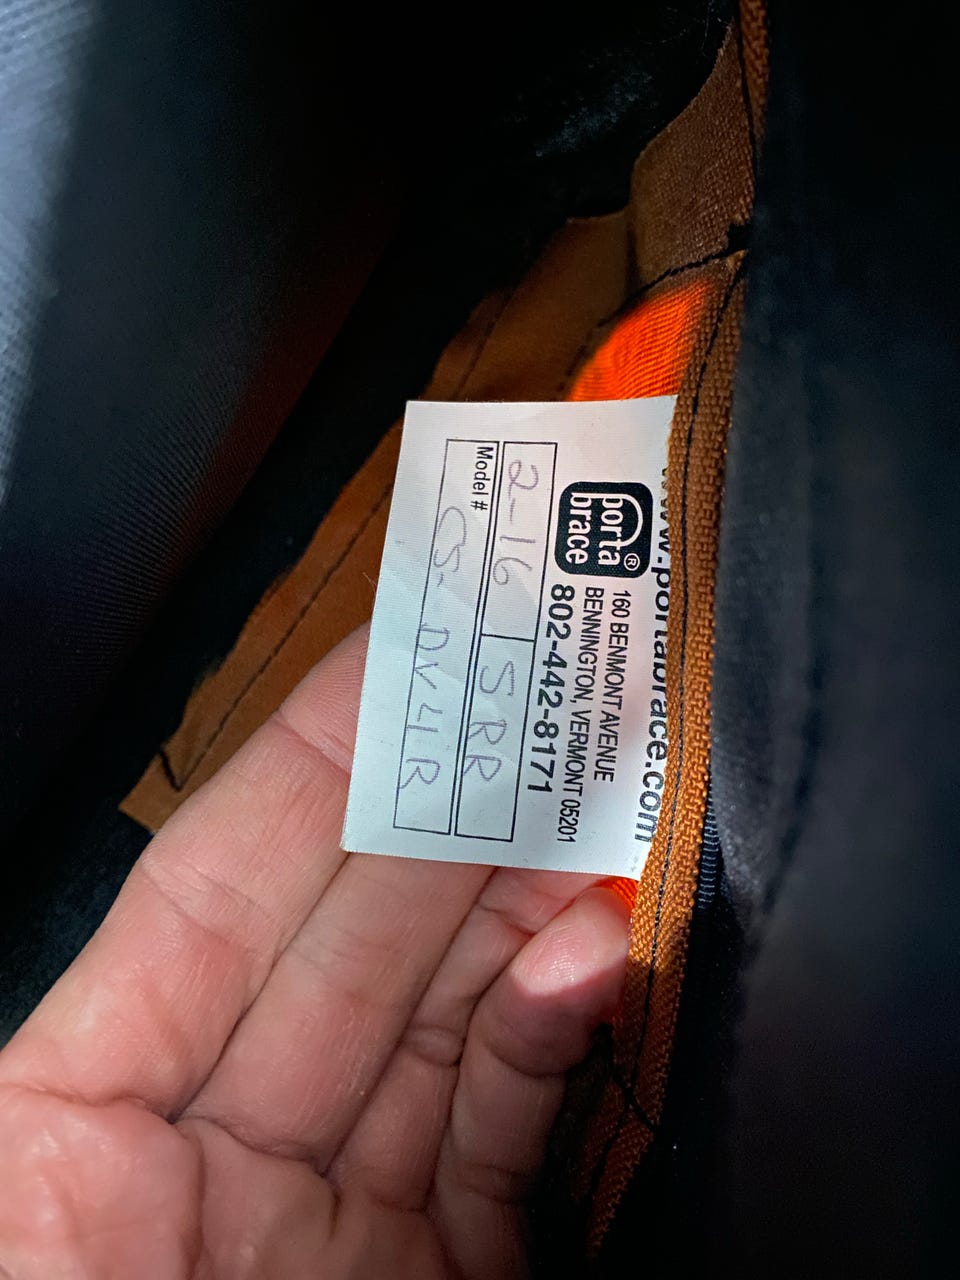 www.portabrace.com
porta®
brace
160 BENMONT AVENUE
BENNINGTON, VERMONT 05201
802-442-8171
2-16 SRR
Model #
CS-DV4R